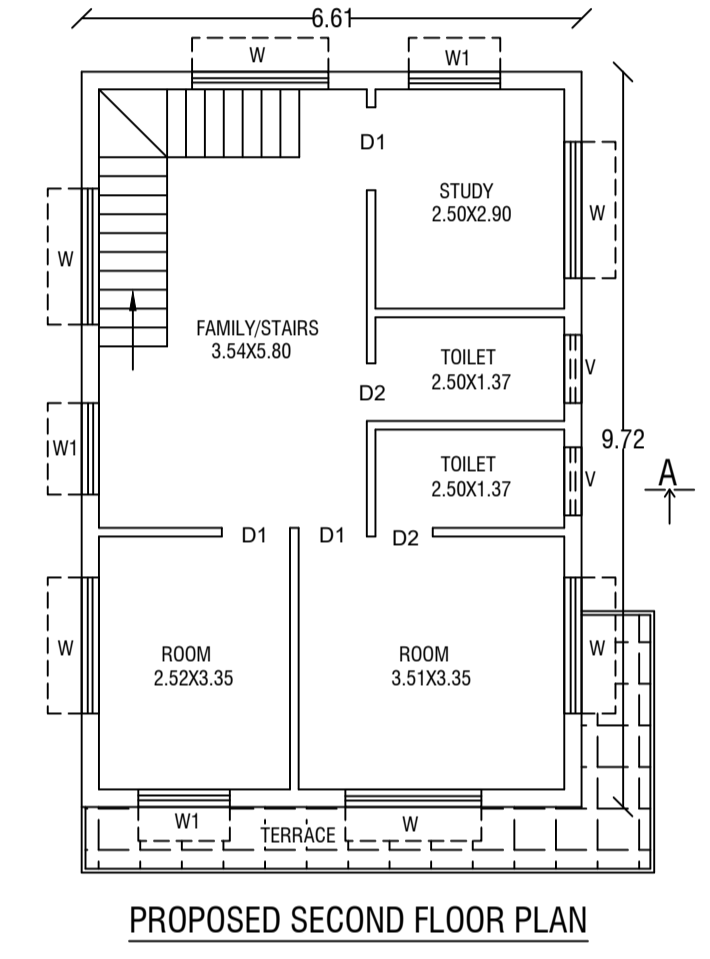 6.61
W
W1
D1
STUDY
2.50X2.90
W
W
FAMILY/STAIRS
3.54X5.80
TOILET
2.50X1.37
V
D2
9.72
W1
TOILET
2.50X1.37
V
A
D1
D1
D2
W
ROOM
2.52X3.35
ROOM
3.51X3.35
W
W1
TERRACE
W
PROPOSED SECOND FLOOR PLAN